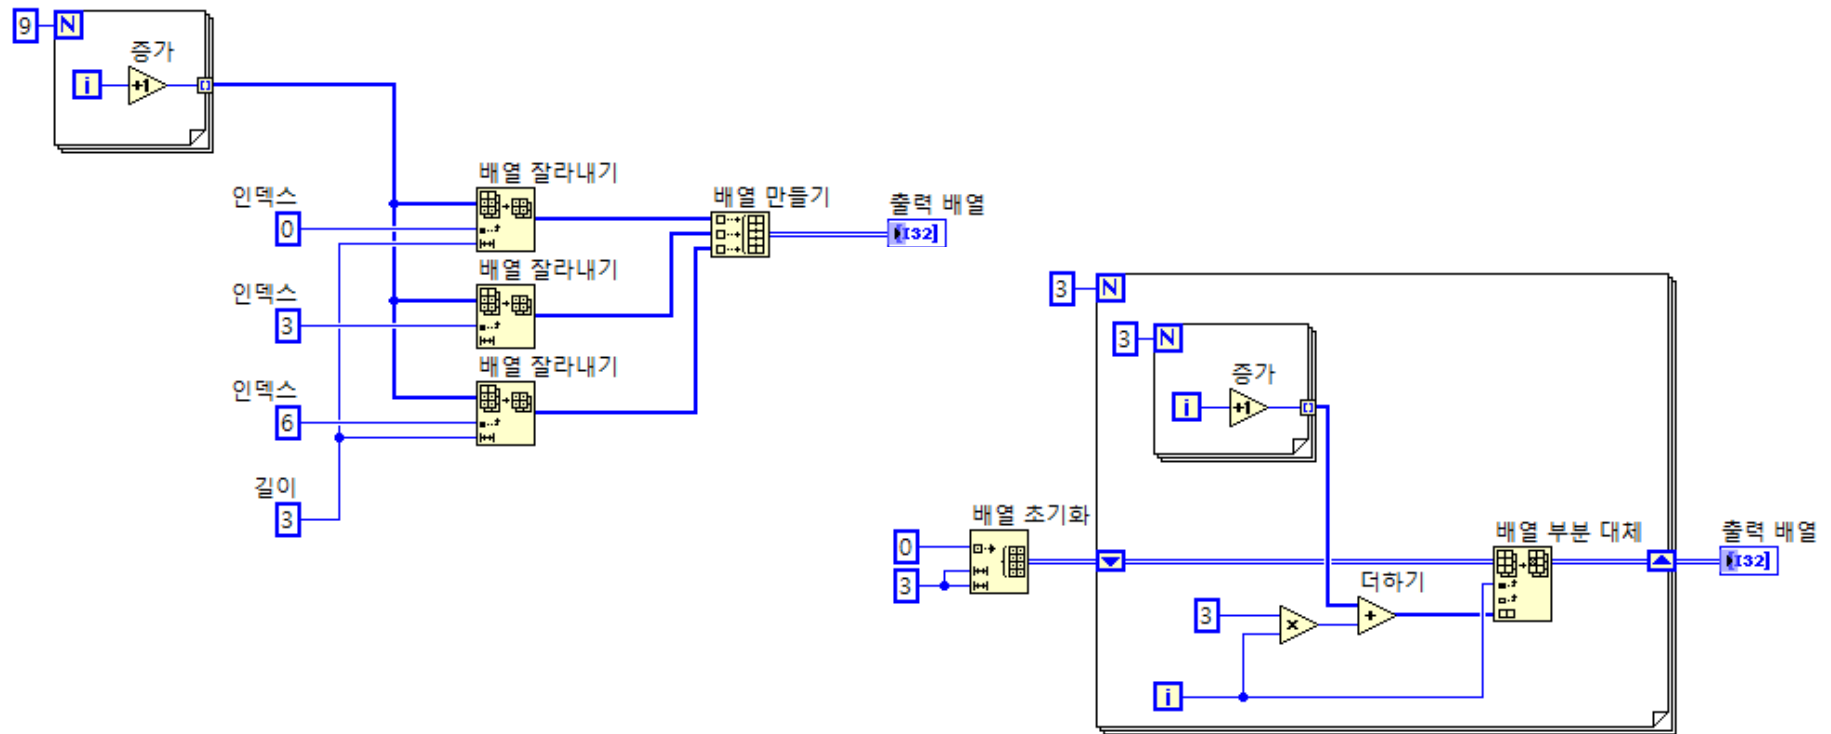 9
N
증가
i
+1
배열 잘라내기
인덱스
0
배열 만들기
출력 배열
[I32]
배열 잘라내기
인덱스
3
배열 잘라내기
인덱스
6
길이
3
3
N
3
N
증가
i
+1
배열 초기화
0
3
배열 부분 대체
출력 배열
[I32]
더하기
3
x
+
i